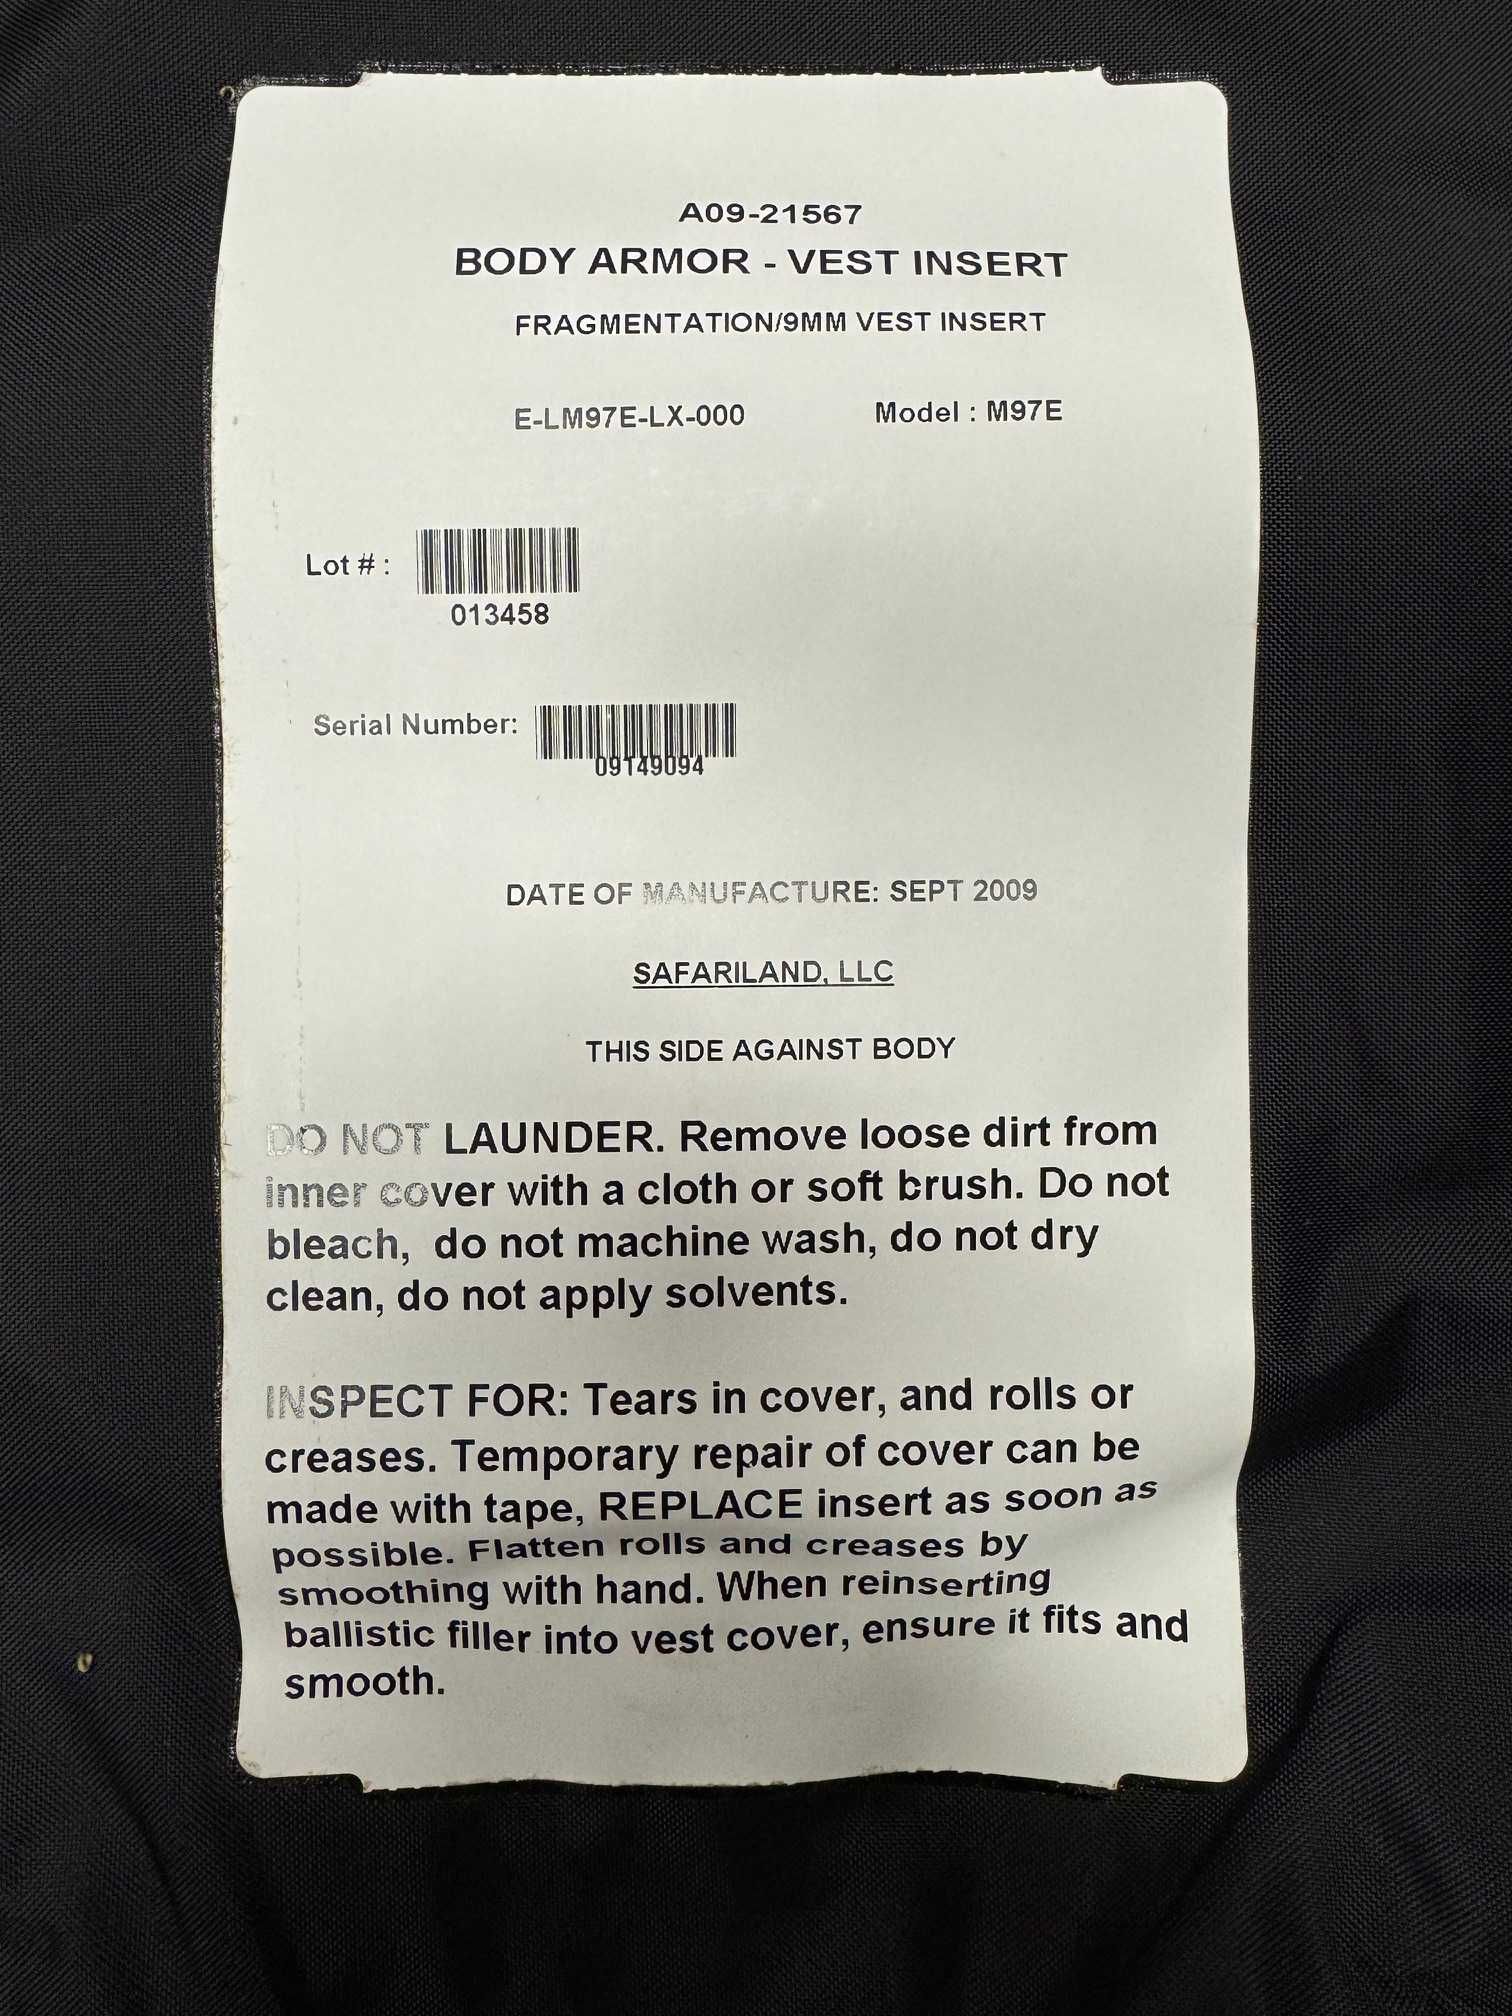 A09-21567
BODY ARMOR - VEST INSERT
FRAGMENTATION/9MM VEST INSERT
E-LM97E-LX-000 Model : M97E
Lot # :
013458
Serial Number:
09149094
DATE OF MANUFACTURE: SEPT 2009
SAFARILAND, LLC
THIS SIDE AGAINST BODY
DO NOT LAUNDER. Remove loose dirt from
inner cover with a cloth or soft brush. Do not
bleach, do not machine wash, do not dry
clean, do not apply solvents.
INSPECT FOR: Tears in cover, and rolls or
creases. Temporary repair of cover can be
made with tape, REPLACE insert as soon as
possible. Flatten rolls and creases by
smoothing with hand. When reinserting
ballistic filler into vest cover, ensure it fits and
smooth.